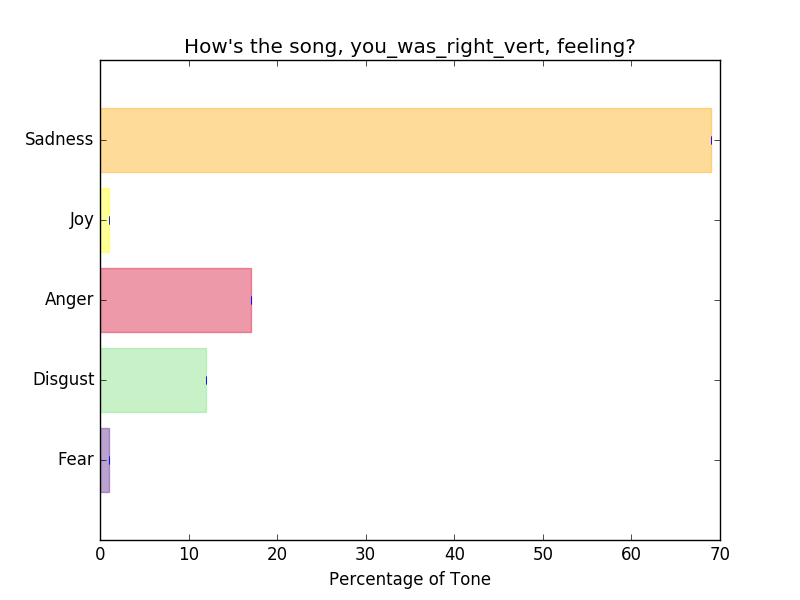 How's the song, you_was_right_vert, feeling?
Sadness
Joy
Anger
Disgust
Fear
0 10 20 30 40 50 60 70
Percentage of Tone